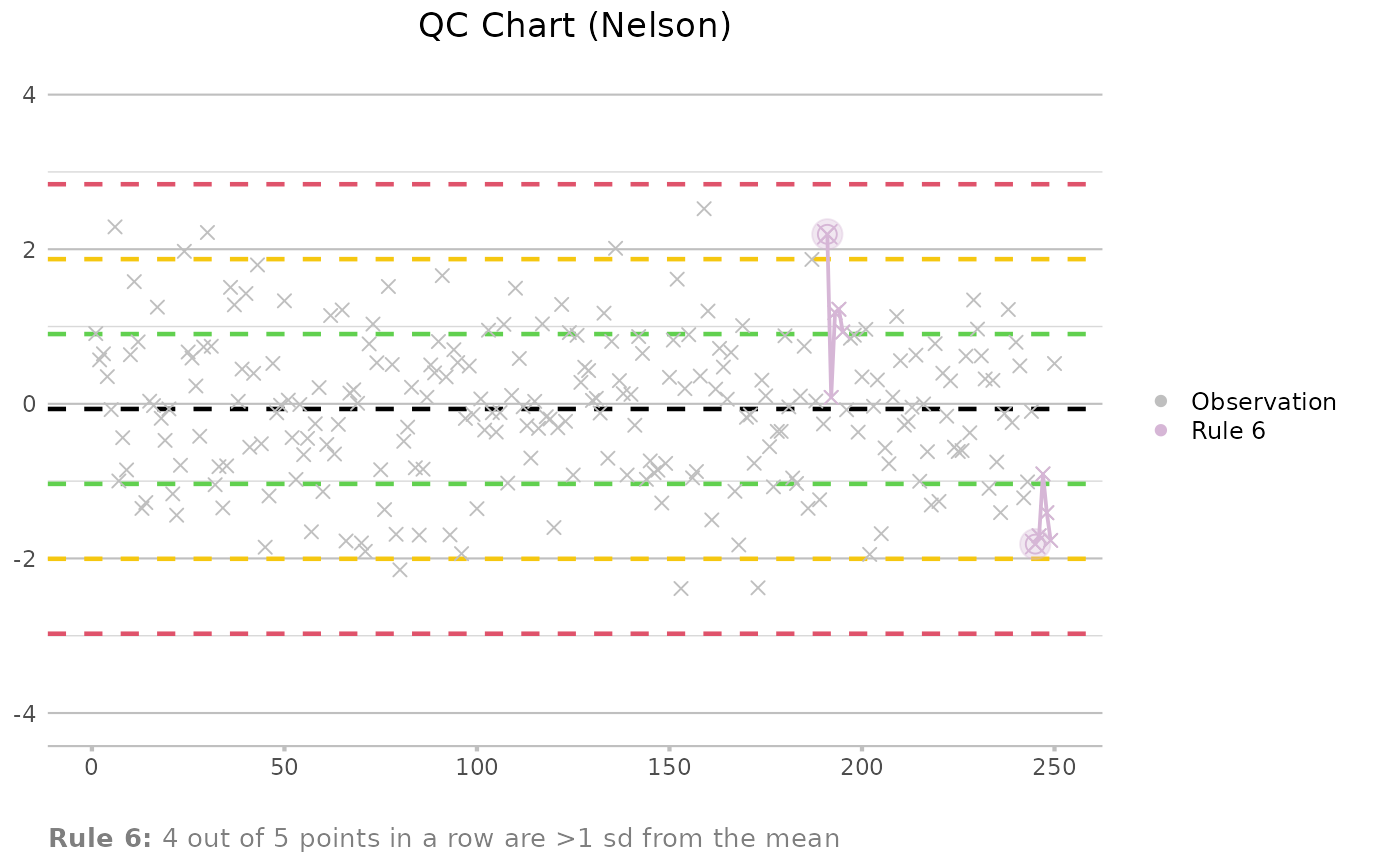 QC Chart (Nelson)
4
2
0
-2
-4
0 50 100 150 200 250
Observation
Rule 6
Rule 6: 4 out of 5 points in a row are >1 sd from the mean